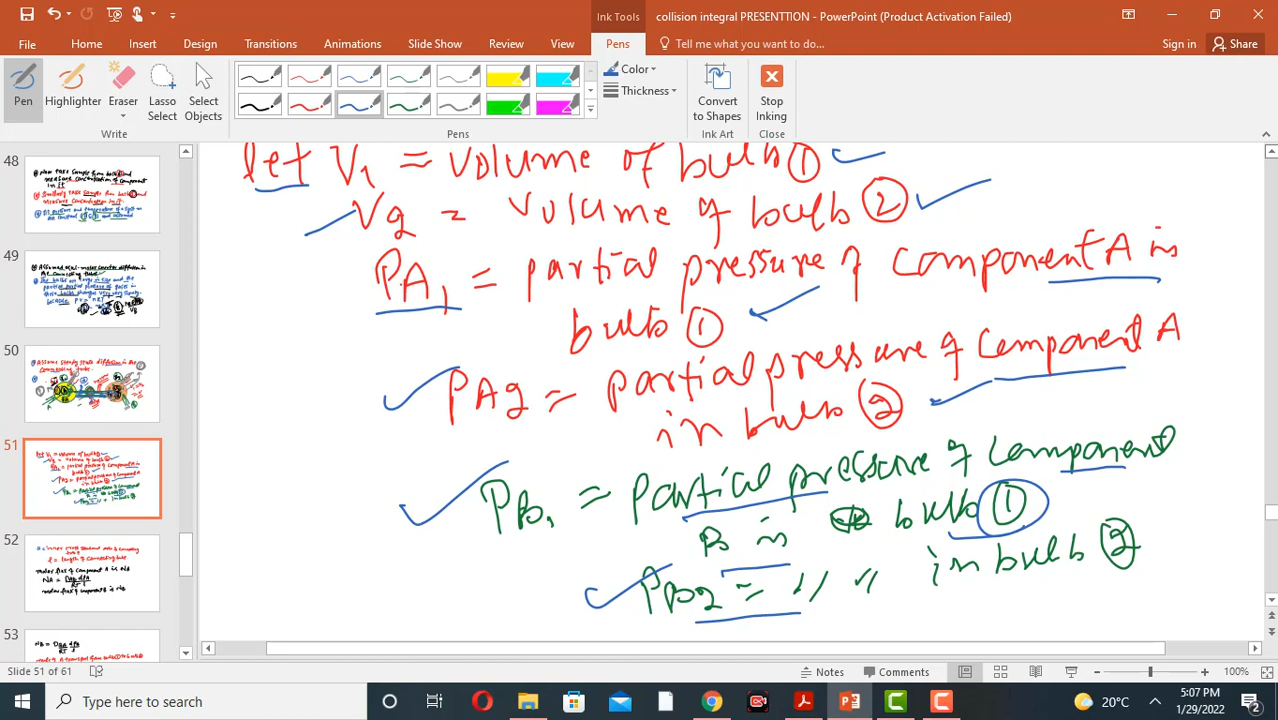 Ink Tools
collision integral PRESENTTION - PowerPoint (Product Activation Failed)
File Home Insert Design Transitions Animations Slide Show Review View Pens Tell me what you want to do... Sign in Share
Pen Highlighter Eraser Lasso Select Select Objects
Write
Pens
Color
Thickness
Convert to Shapes
Ink Art
Stop Inking
Close
48
49
50
51
52
53
let V1 = volume of bulb 1
V2 = volume of bulb 2
PA1 = partial pressure of component A in
bulb 1
PA2 = partial pressure of component A
in bulb 2
PB1 = partial pressure of component
B is bulb 1
PB2 = 〃 〃 in bulb 2
Slide 51 of 61 Notes Comments 100%
Type here to search
20°C
5:07 PM
1/29/2022
2